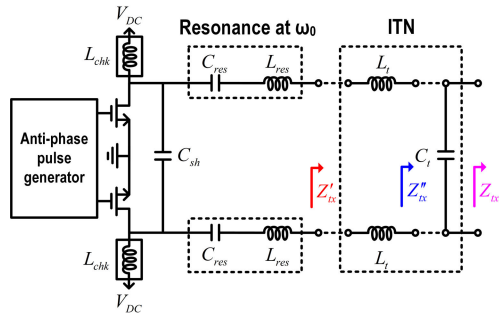 V_DC
Resonance at ω₀
ITN
L_chk
C_res
L_res
L_t
Anti-phase
pulse
generator
C_sh
C_t
Z'_tx
Z''_tx
Z_tx
L_chk
C_res
L_res
L_t
V_DC